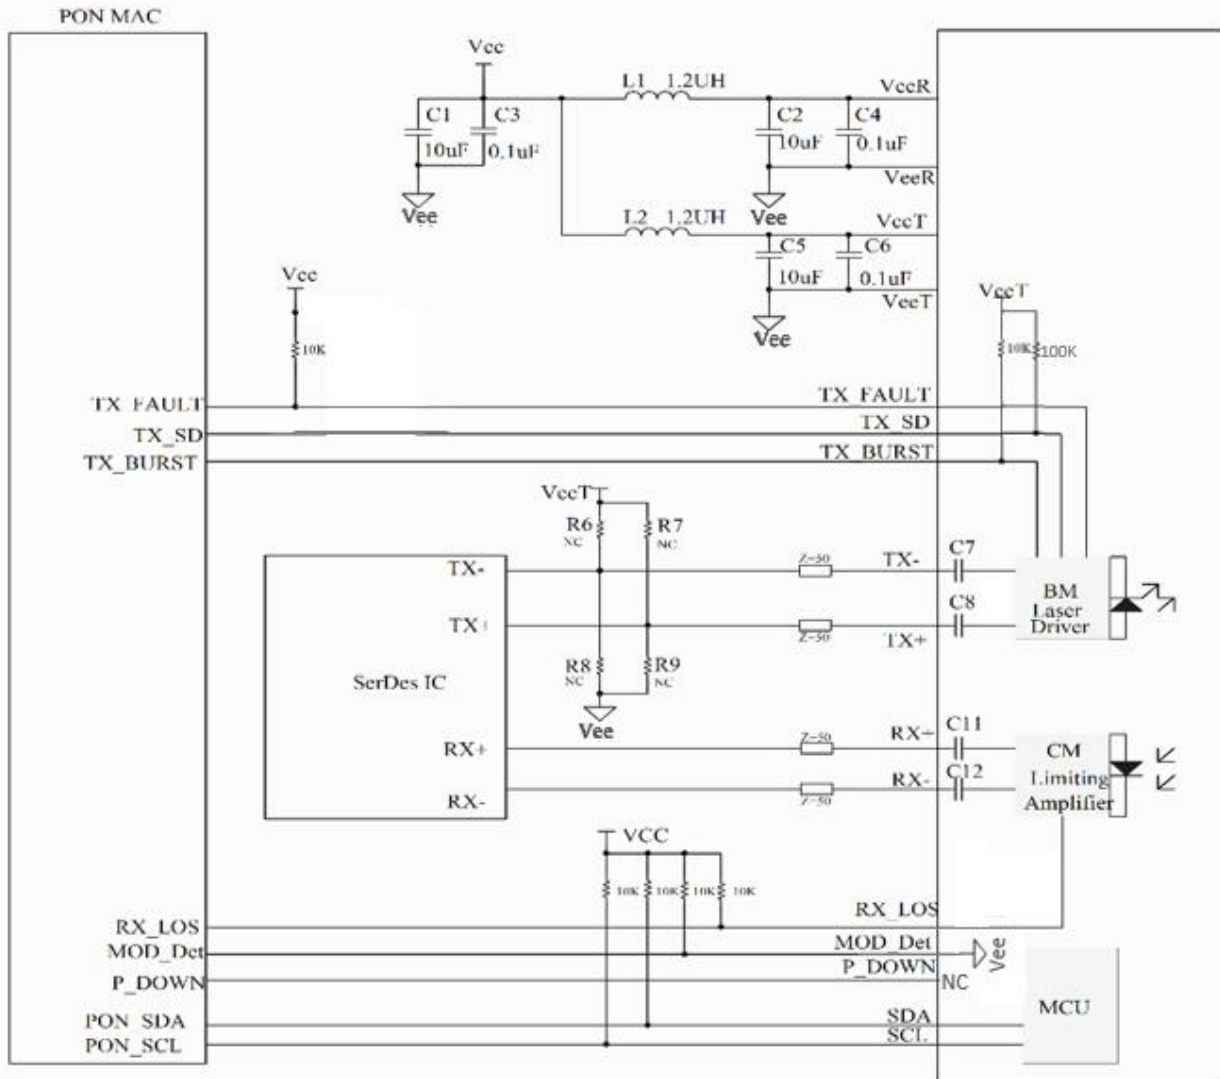 PON MAC
Vcc
L1 1.2UH
VccR
C1
C3
C2
C4
10uF
0.1uF
10uF
0.1uF
VeeR
Vee
Vee
L2 1.2UH
VccT
C5
C6
10uF
0.1uF
VeeT
Vee
Vcc
VccT
10K
10K
100K
TX_FAULT
TX_FAULT
TX_SD
TX_SD
TX_BURST
TX_BURST
VccT
R6
NC
R7
NC
TX-
Z=50
TX-
C7
BM
Laser
Driver
TX+
Z=50
TX+
C8
R8
NC
R9
NC
SerDes IC
Vee
RX+
Z=50
RX+
C11
CM
Limiting
Amplifier
RX-
Z=50
RX-
C12
VCC
10K
10K
10K
10K
RX_LOS
RX_LOS
MOD_Det
MOD_Det
Vee
P_DOWN
P_DOWN
NC
MCU
PON_SDA
SDA
PON_SCL
SCL